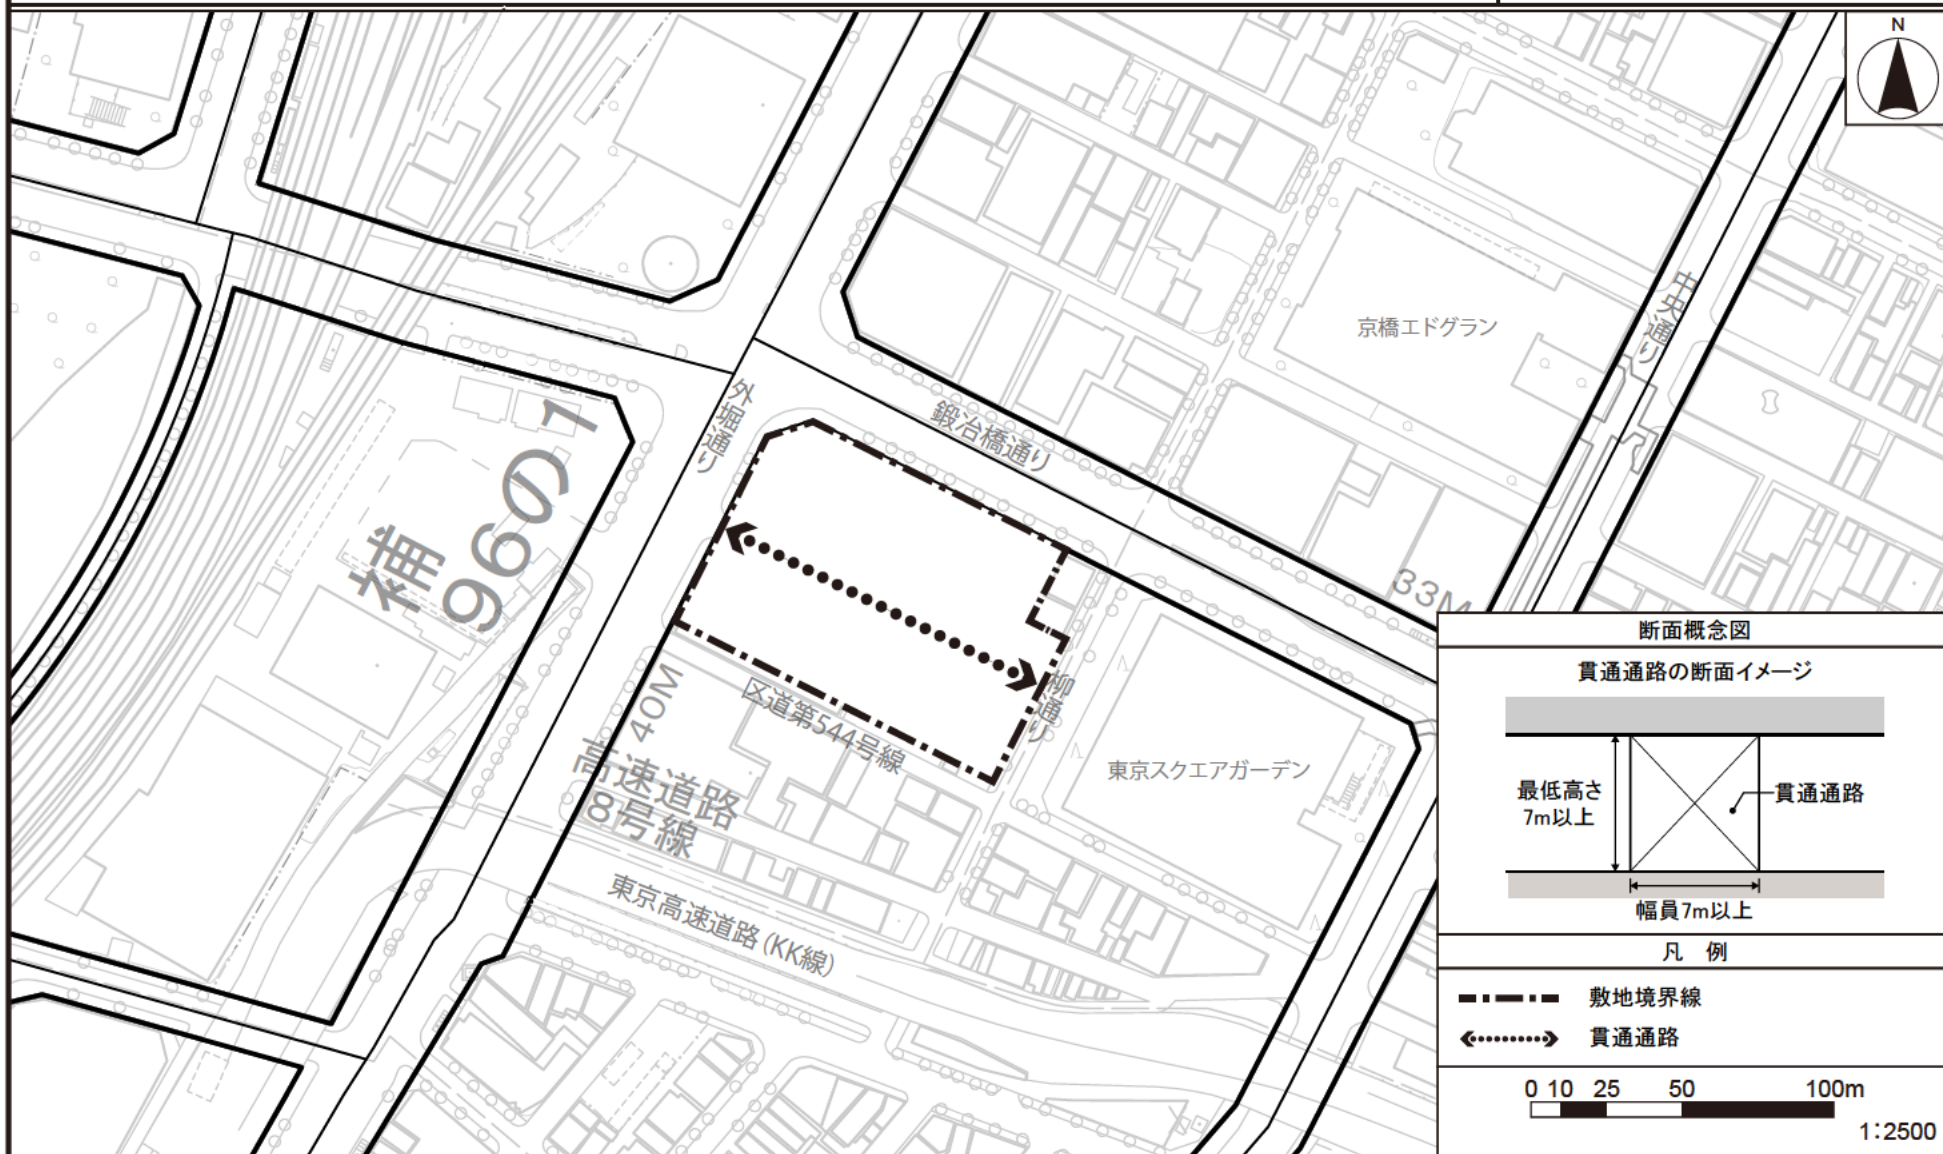 N
中央通り
京橋エドグラン
外堀通り
鍛冶橋通り
補
96の1
33M
柳通り
区道第544号線
40M
高速道路
8号線
東京スクエアガーデン
東京高速道路(KK線)
断面概念図
貫通通路の断面イメージ
最低高さ
7m以上
貫通通路
幅員7m以上
凡 例
敷地境界線
貫通通路
0 10 25 50 100m
1:2500